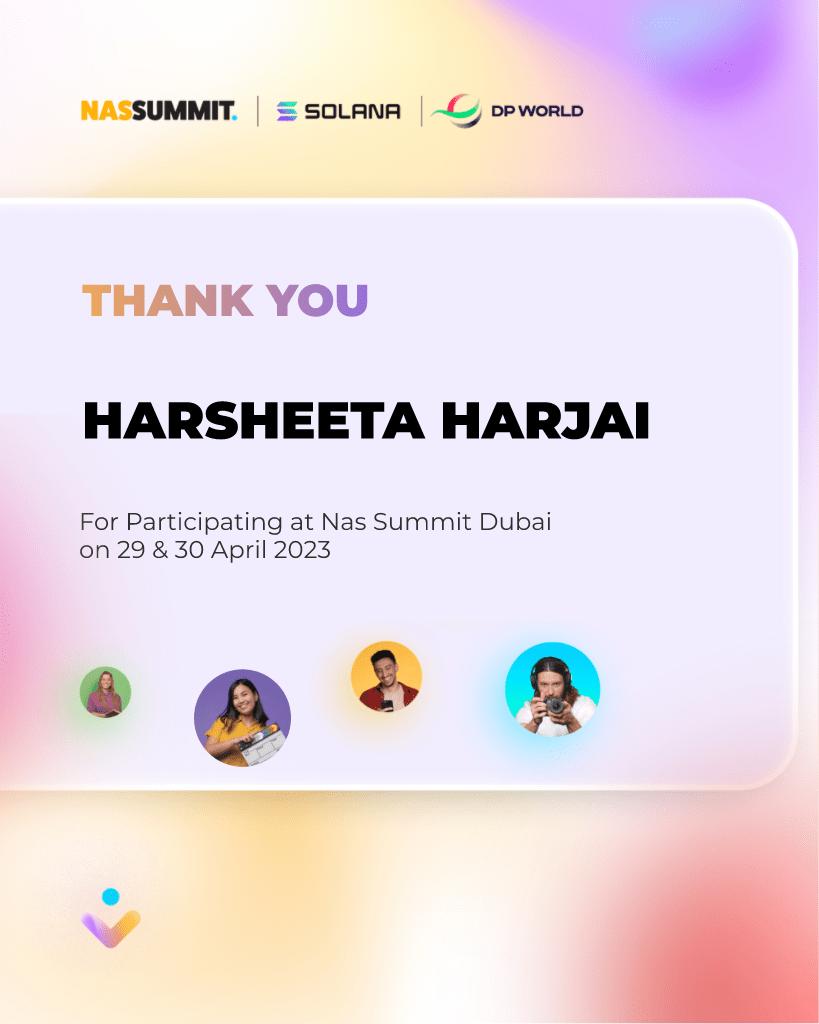 NASSUMMIT.
SOLANA
DP WORLD
THANK YOU
HARSHEETA HARJAI
For Participating at Nas Summit Dubai
on 29 & 30 April 2023